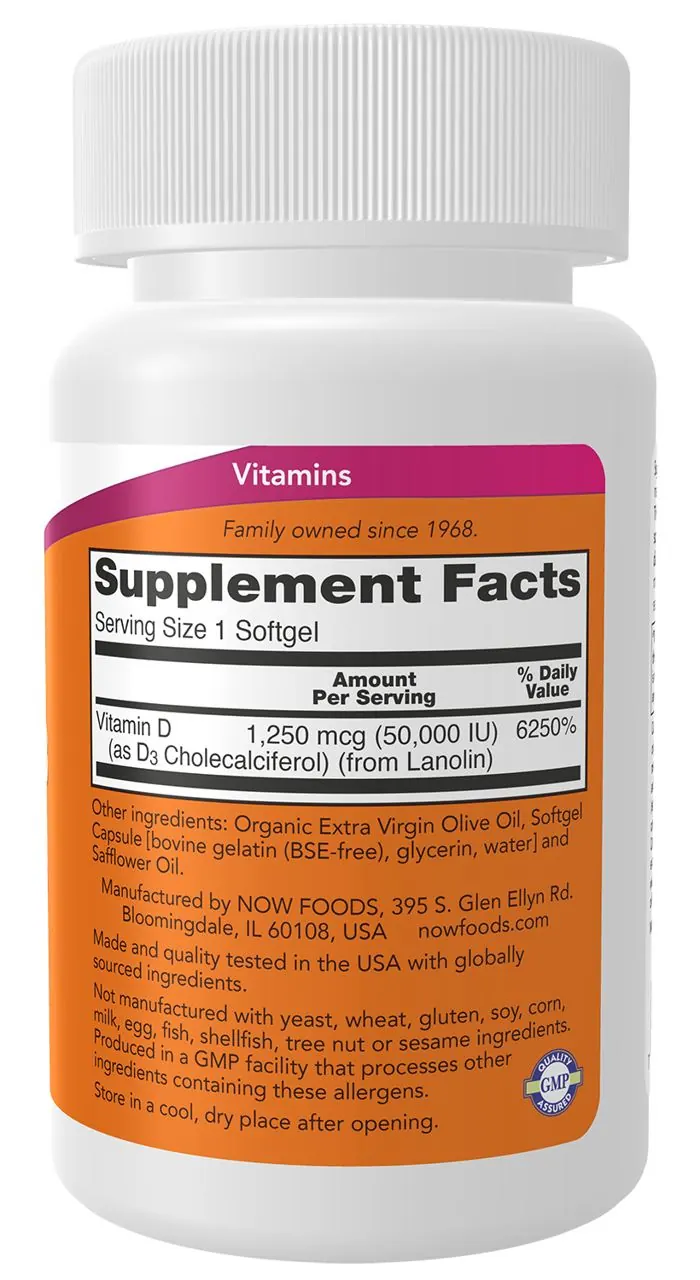 Vitamins
Family owned since 1968.
Supplement Facts
Serving Size 1 Softgel
Amount Per Serving
% Daily Value
Vitamin D 1,250 mcg (50,000 IU) 6250%
(as D3 Cholecalciferol) (from Lanolin)
Other ingredients: Organic Extra Virgin Olive Oil, Softgel
Capsule [bovine gelatin (BSE-free), glycerin, water] and
Safflower Oil.
Manufactured by NOW FOODS, 395 S. Glen Ellyn Rd.
Bloomingdale, IL 60108, USA nowfoods.com
Made and quality tested in the USA with globally
sourced ingredients.
Not manufactured with yeast, wheat, gluten, soy, corn,
milk, egg, fish, shellfish, tree nut or sesame ingredients.
Produced in a GMP facility that processes other
ingredients containing these allergens.
Store in a cool, dry place after opening.
QUALITY
GMP
ASSURED